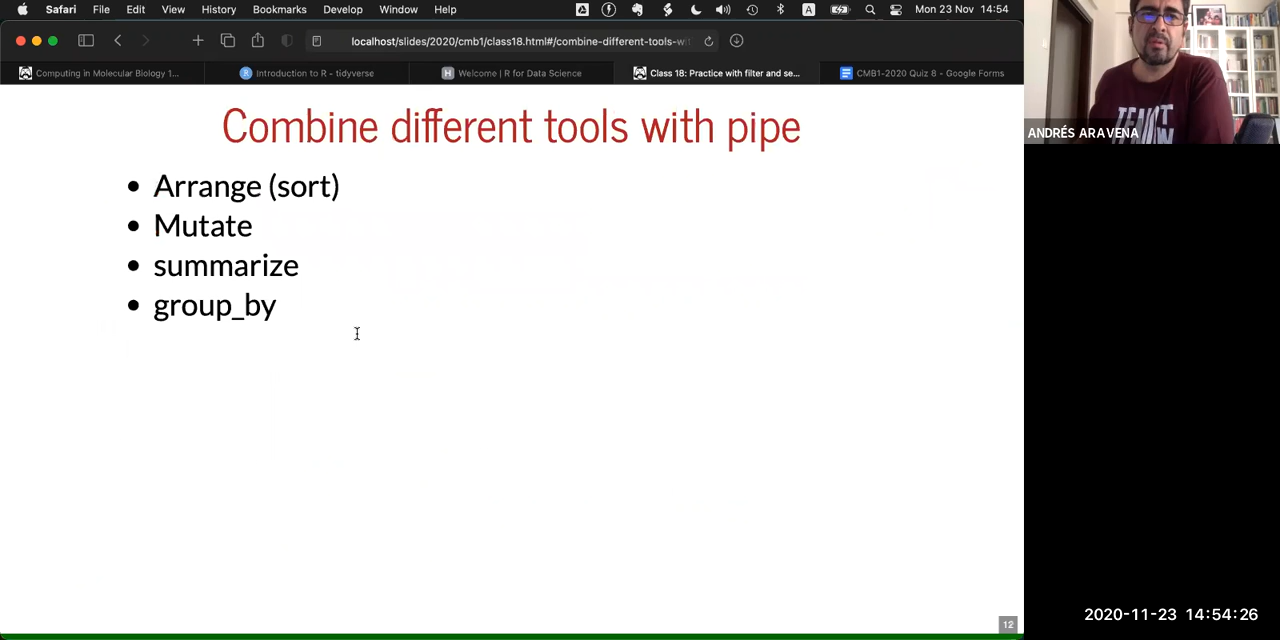 Safari File Edit View History Bookmarks Develop Window Help A Mon 23 Nov 14:54
localhost/slides/2020/cmb1/class18.html#/combine-different-tools-wit
Computing in Molecular Biology 1... Introduction to R - tidyverse Welcome | R for Data Science Class 18: Practice with filter and se... CMB1-2020 Quiz 8 - Google Forms
Combine different tools with pipe
• Arrange (sort)
• Mutate
• summarize
• group_by
12
ANDRÉS ARAVENA
2020-11-23 14:54:26